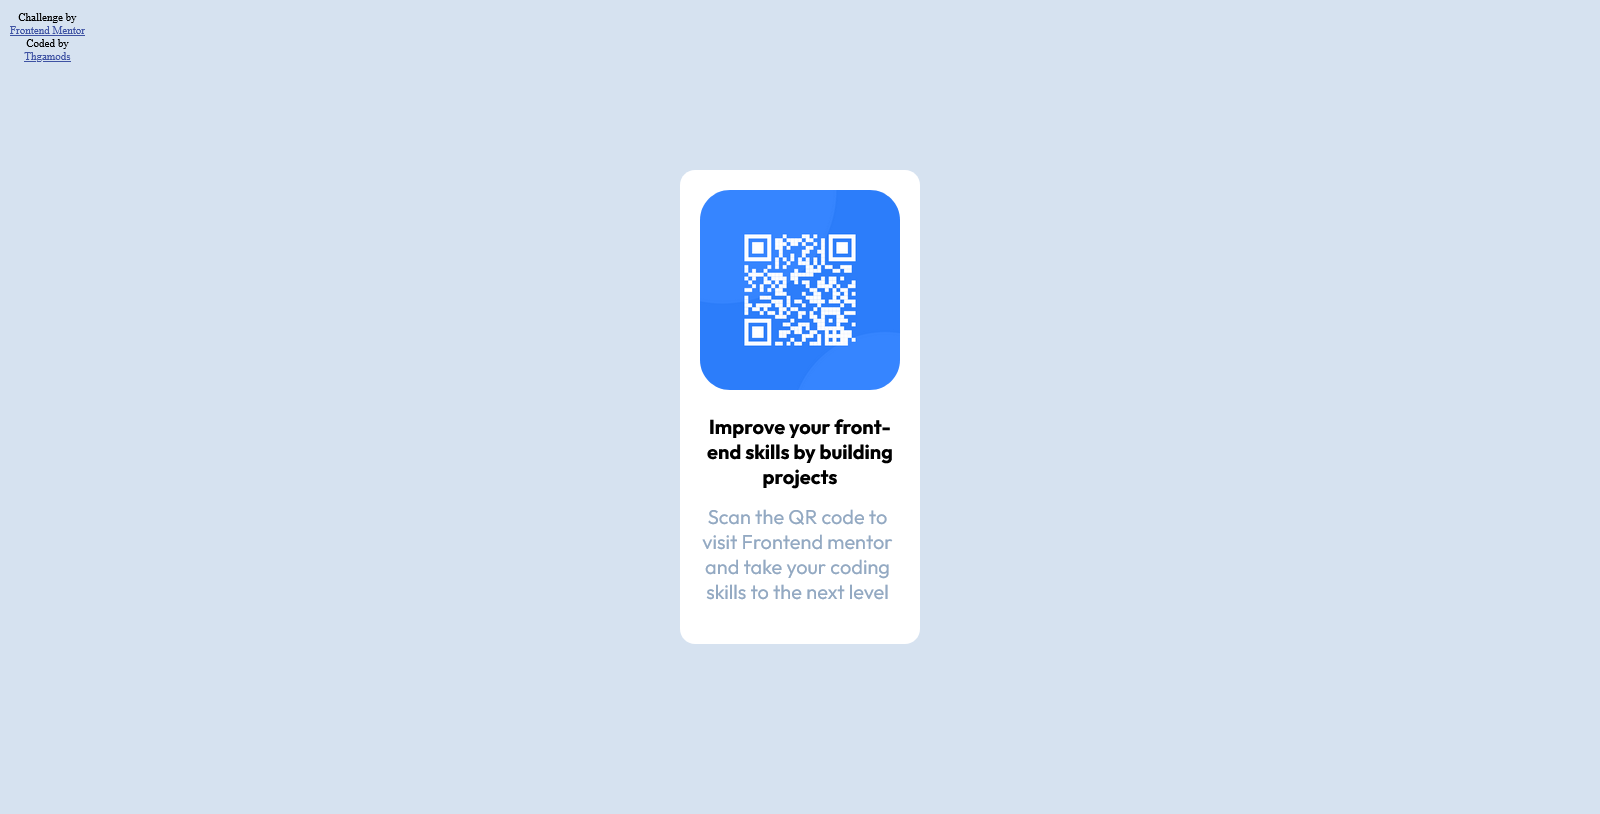 Challenge by
Frontend Mentor
Coded by
Thgamods
Improve your front-
end skills by building
projects
Scan the QR code to
visit Frontend mentor
and take your coding
skills to the next level